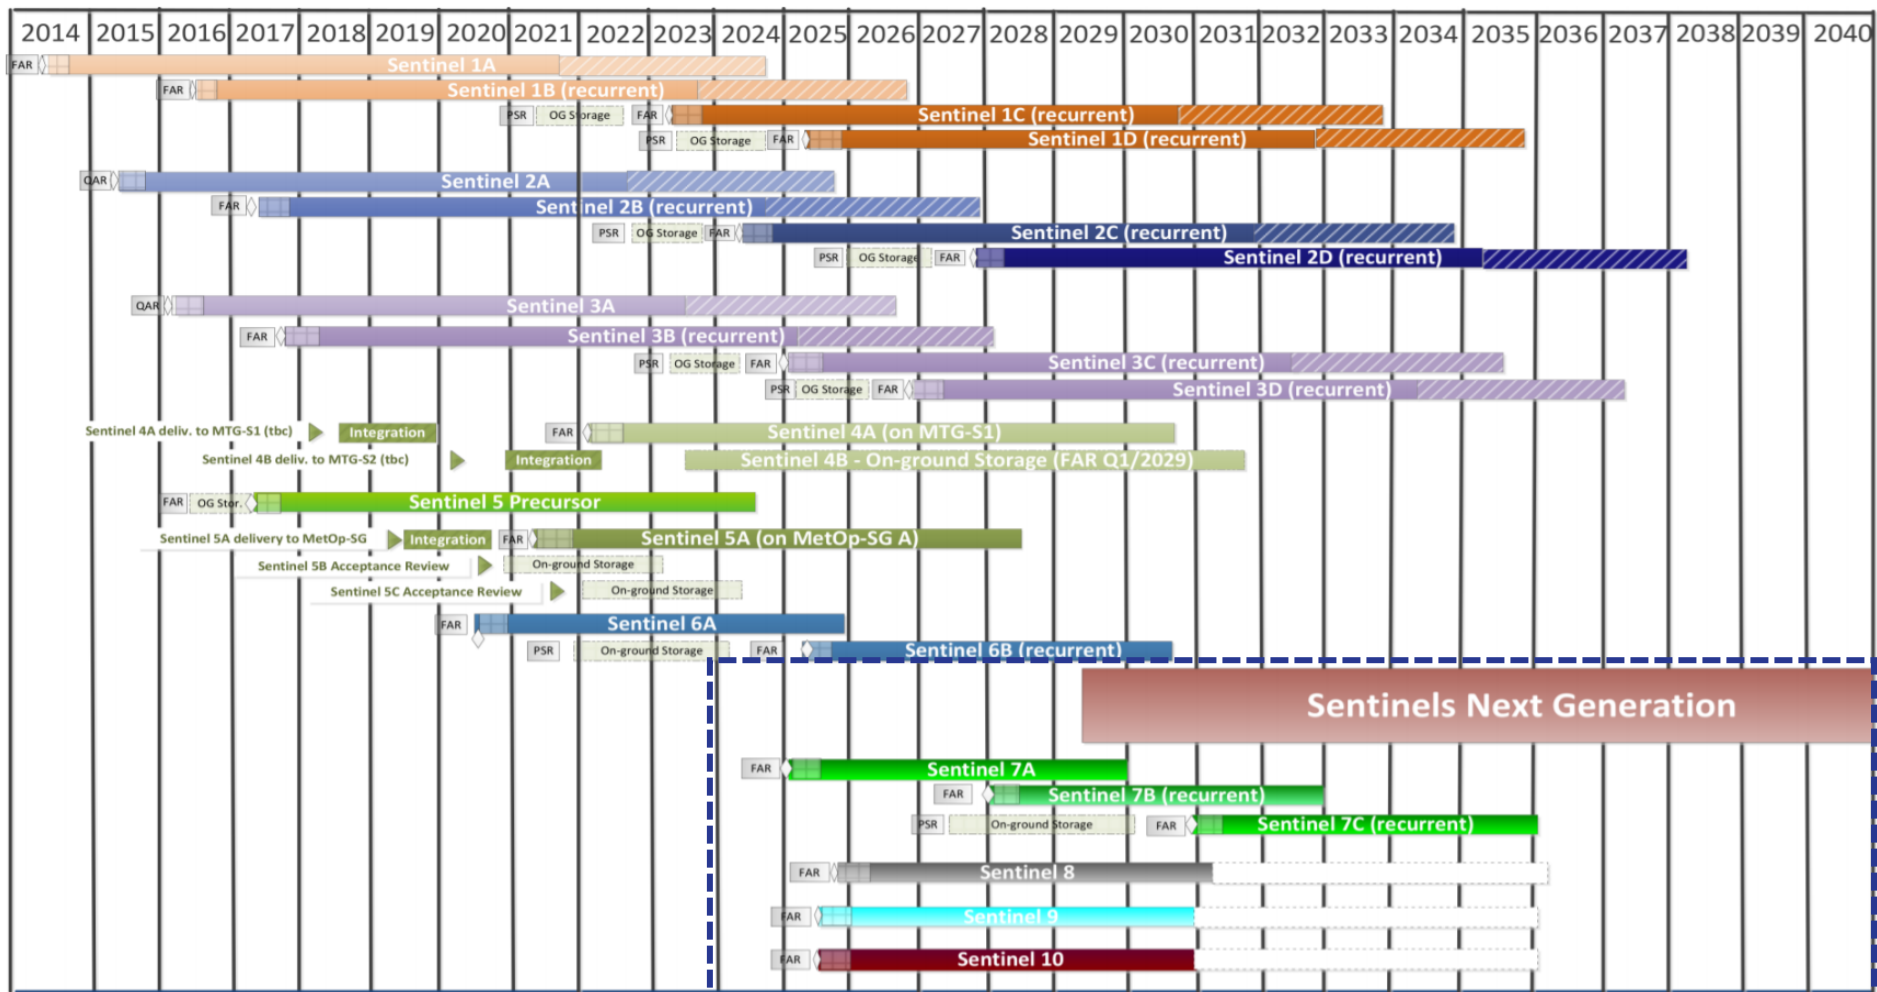 2014 2015 2016 2017 2018 2019 2020 2021 2022 2023 2024 2025 2026 2027 2028 2029 2030 2031 2032 2033 2034 2035 2036 2037 2038 2039 2040
FAR Sentinel 1A
FAR Sentinel 1B (recurrent)
PSR OG Storage FAR Sentinel 1C (recurrent)
PSR OG Storage FAR Sentinel 1D (recurrent)
QAR Sentinel 2A
FAR Sentinel 2B (recurrent)
PSR OG Storage FAR Sentinel 2C (recurrent)
PSR OG Storage FAR Sentinel 2D (recurrent)
QAR Sentinel 3A
FAR Sentinel 3B (recurrent)
PSR OG Storage FAR Sentinel 3C (recurrent)
PSR OG Storage FAR Sentinel 3D (recurrent)
Sentinel 4A deliv. to MTG-S1 (tbc) Integration FAR Sentinel 4A (on MTG-S1)
Sentinel 4B deliv. to MTG-S2 (tbc) Integration Sentinel 4B - On-ground Storage (FAR Q1/2029)
FAR OG Stor. Sentinel 5 Precursor
Sentinel 5A delivery to MetOp-SG Integration FAR Sentinel 5A (on MetOp-SG A)
Sentinel 5B Acceptance Review On-ground Storage
Sentinel 5C Acceptance Review On-ground Storage
FAR Sentinel 6A
PSR On-ground Storage FAR Sentinel 6B (recurrent)
Sentinels Next Generation
FAR Sentinel 7A
FAR Sentinel 7B (recurrent)
PSR On-ground Storage FAR Sentinel 7C (recurrent)
FAR Sentinel 8
FAR Sentinel 9
FAR Sentinel 10